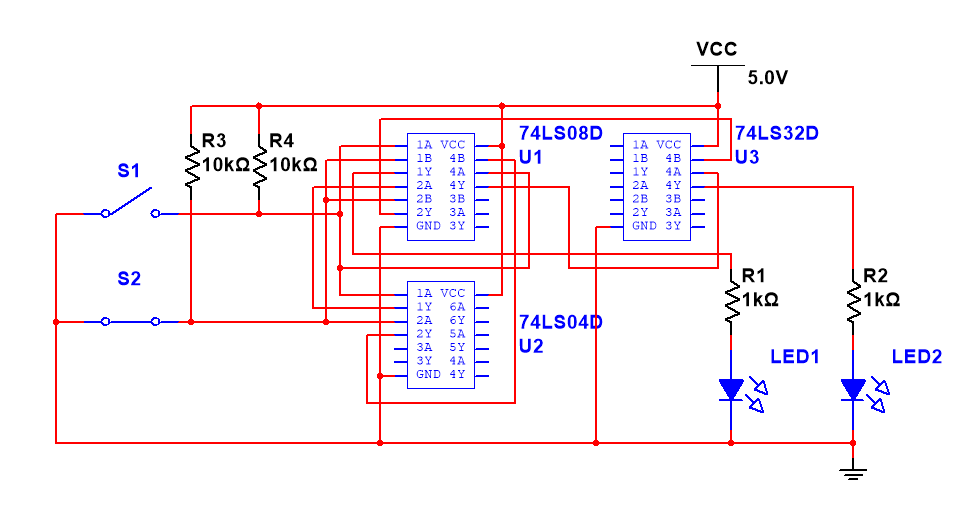 VCC
5.0V
R3
10kΩ
R4
10kΩ
S1
S2
74LS08D
U1
1A VCC
1B 4B
1Y 4A
2A 4Y
2B 3B
2Y 3A
GND 3Y
74LS32D
U3
1A VCC
1B 4B
1Y 4A
2A 4Y
2B 3B
2Y 3A
GND 3Y
74LS04D
U2
1A VCC
1Y 6A
2A 6Y
2Y 5A
3A 5Y
3Y 4A
GND 4Y
R1
1kΩ
R2
1kΩ
LED1
LED2